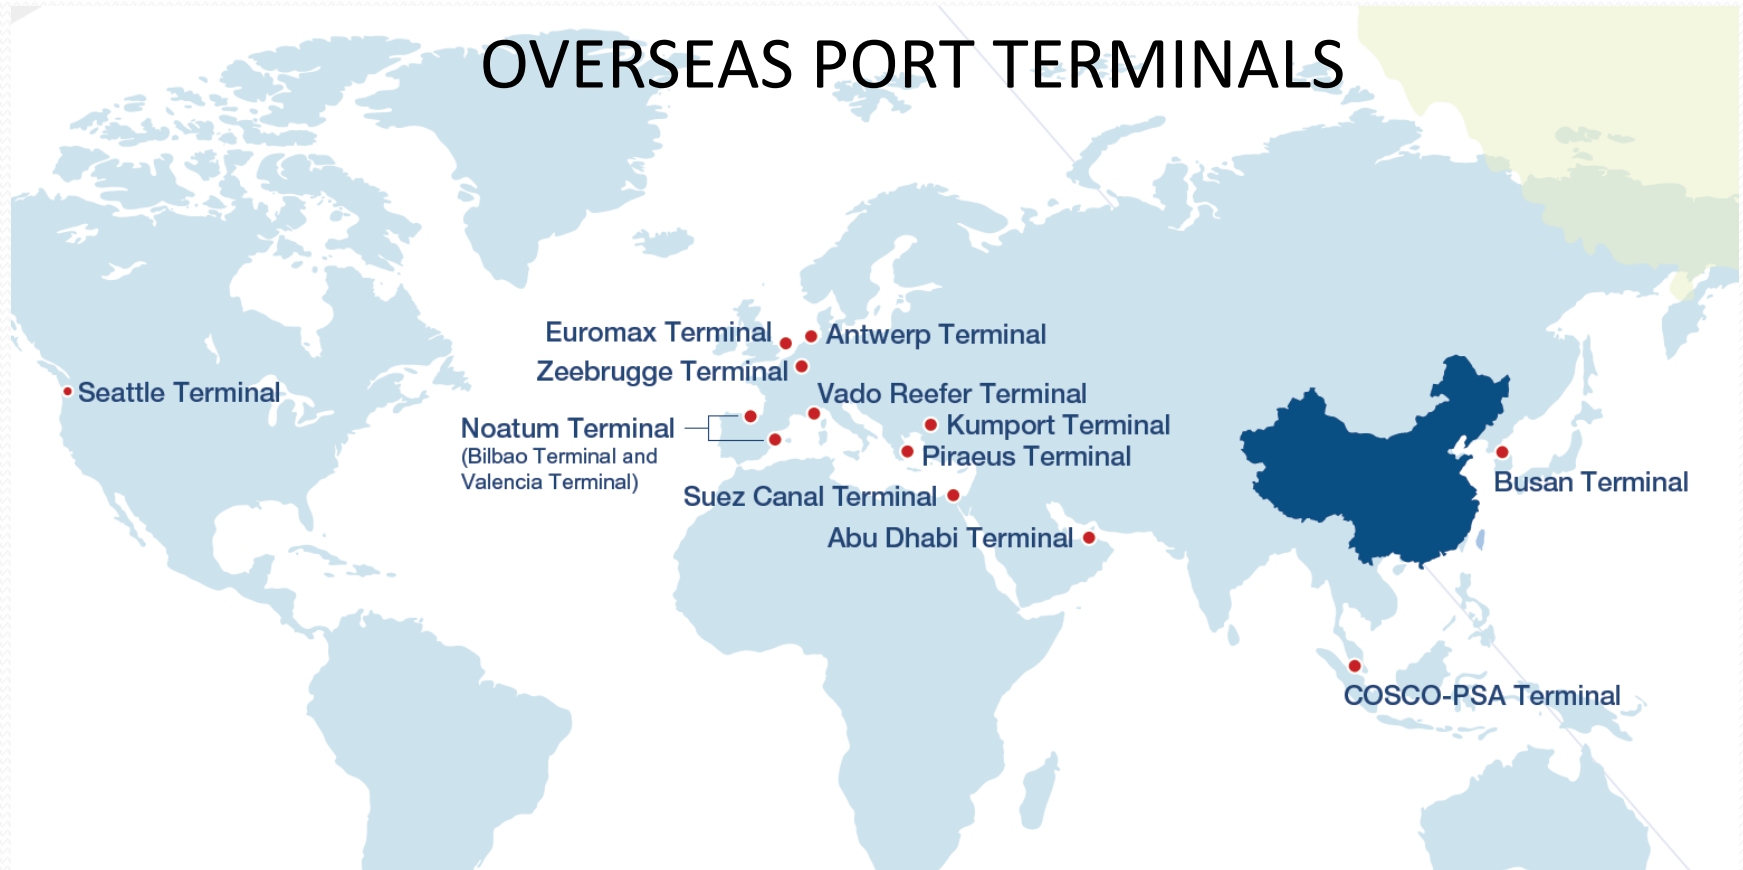 OVERSEAS PORT TERMINALS
Euromax Terminal
Antwerp Terminal
Zeebrugge Terminal
Seattle Terminal
Vado Reefer Terminal
Noatum Terminal
(Bilbao Terminal and
Valencia Terminal)
Kumport Terminal
Piraeus Terminal
Busan Terminal
Suez Canal Terminal
Abu Dhabi Terminal
COSCO-PSA Terminal